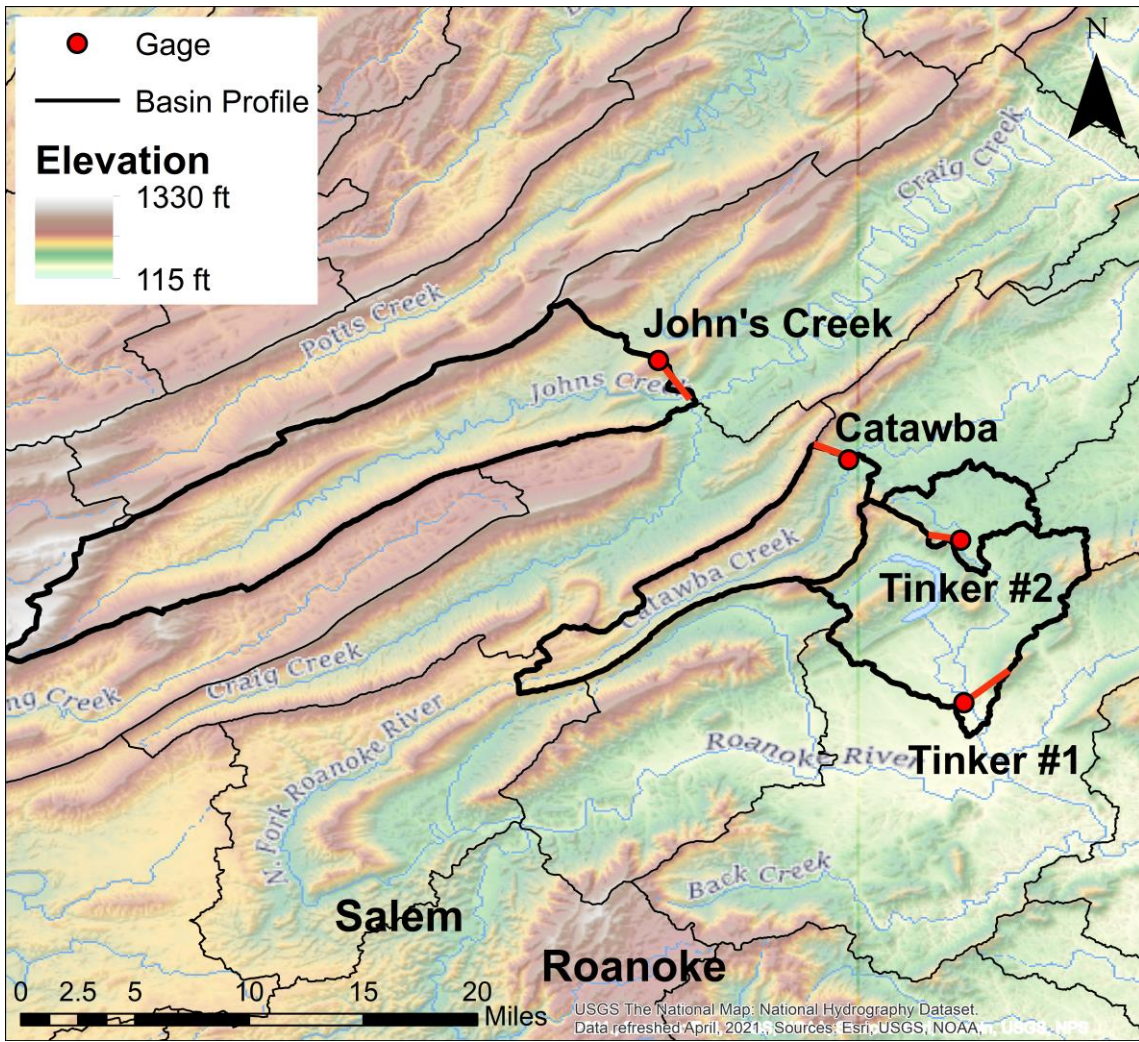 Gage
Basin Profile
Elevation
1330 ft
115 ft
N
Craig Creek
Potts Creek
John's Creek
Johns Creek
Catawba
Catawba Creek
Tinker #2
Craig Creek
ng Creek
N. Fork Roanoke River
Roanoke River
Tinker #1
Back Creek
Salem
Roanoke
0 2.5 5 10 15 20
Miles
USGS The National Map: National Hydrography Dataset.
Data refreshed April, 2021. Sources: Esri, USGS, NOAA, USGS, NPS